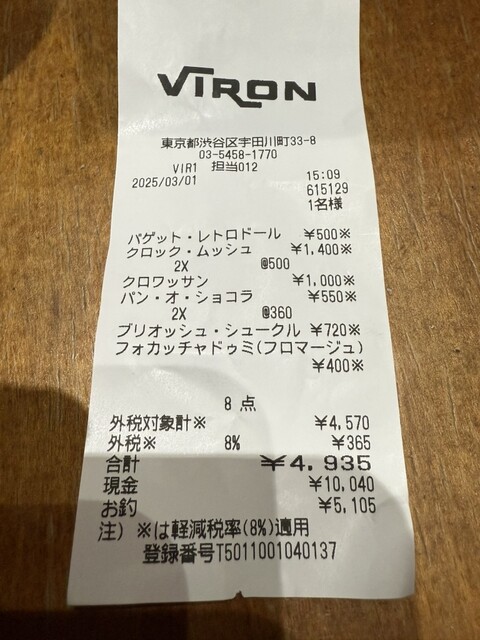 VIRON
東京都渋谷区宇田川町33-8
03-5458-1770
VIR1 担当012 15:09
2025/03/01 615129
1名様
バゲット・レトロドール ¥500※
クロック・ムッシュ ¥1,400※
2X @500
クロワッサン ¥1,000※
パン・オ・ショコラ ¥550※
2X @360
ブリオッシュ・シュークル ¥720※
フォカッチャドゥミ(フロマージュ)
¥400※
8 点
外税対象計※ ¥4,570
外税※ 8% ¥365
合計 ¥4,935
現金 ¥10,040
お釣 ¥5,105
注) ※は軽減税率(8%)適用
登録番号T5011001040137